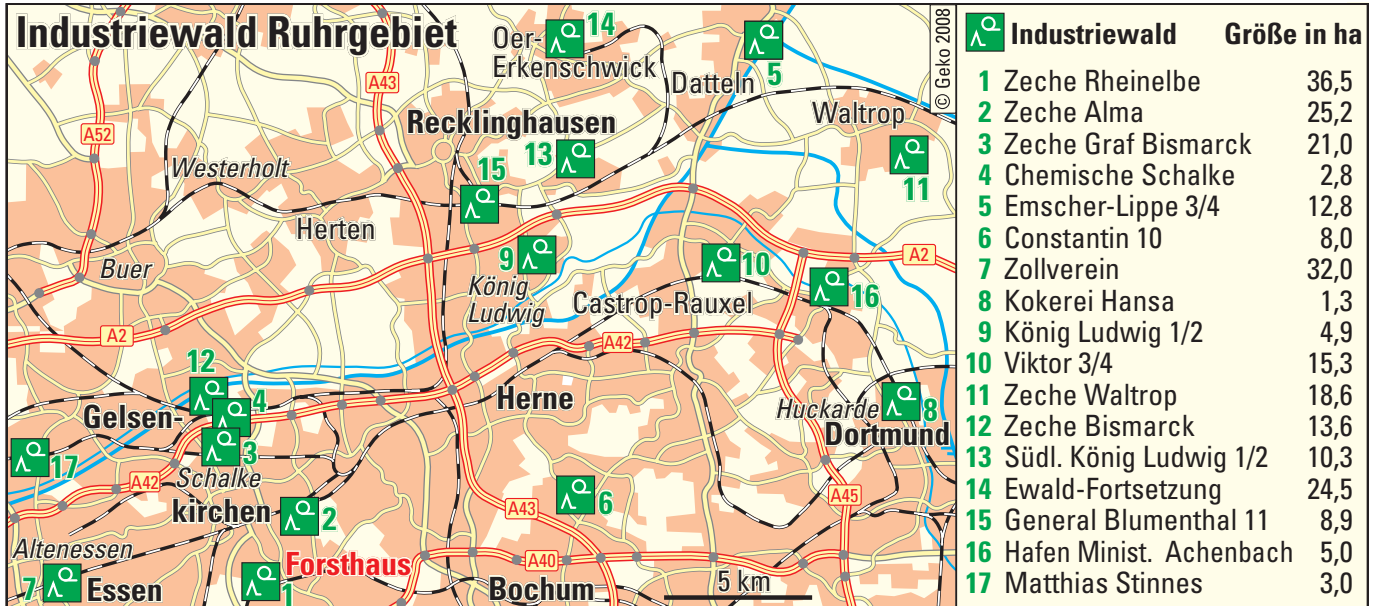 Industriewald Ruhrgebiet
14
Oer-
Erkenschwick
5
Datteln
© Geko 2008
A43
A52
Recklinghausen
Waltrop
13
11
Westerholt
15
Herten
9
König
Ludwig
10
A2
16
Buer
Castrop-Rauxel
A2
A42
12
4
Gelsen-
Herne
Huckarde
8
Dortmund
3
17
Schalke
A42
kirchen
2
6
A43
A45
Altenessen
Forsthaus
A40
7
Essen
1
Bochum
5 km
Industriewald Größe in ha
1 Zeche Rheinelbe 36,5
2 Zeche Alma 25,2
3 Zeche Graf Bismarck 21,0
4 Chemische Schalke 2,8
5 Emscher-Lippe 3/4 12,8
6 Constantin 10 8,0
7 Zollverein 32,0
8 Kokerei Hansa 1,3
9 König Ludwig 1/2 4,9
10 Viktor 3/4 15,3
11 Zeche Waltrop 18,6
12 Zeche Bismarck 13,6
13 Südl. König Ludwig 1/2 10,3
14 Ewald-Fortsetzung 24,5
15 General Blumenthal 11 8,9
16 Hafen Minist. Achenbach 5,0
17 Matthias Stinnes 3,0